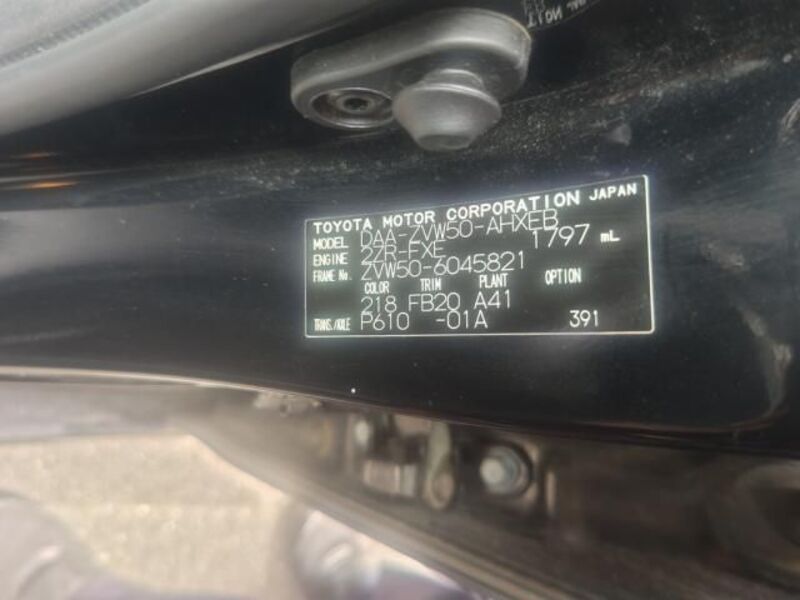 TOYOTA MOTOR CORPORATION JAPAN
MODEL DAA-ZVW50-AHXEB
ENGINE 2ZR-FXE 1797 mL
FRAME No. ZVW50-6045821
COLOR TRIM PLANT OPTION
218 FB20 A41
TRANS./AXLE P610 -01A 391